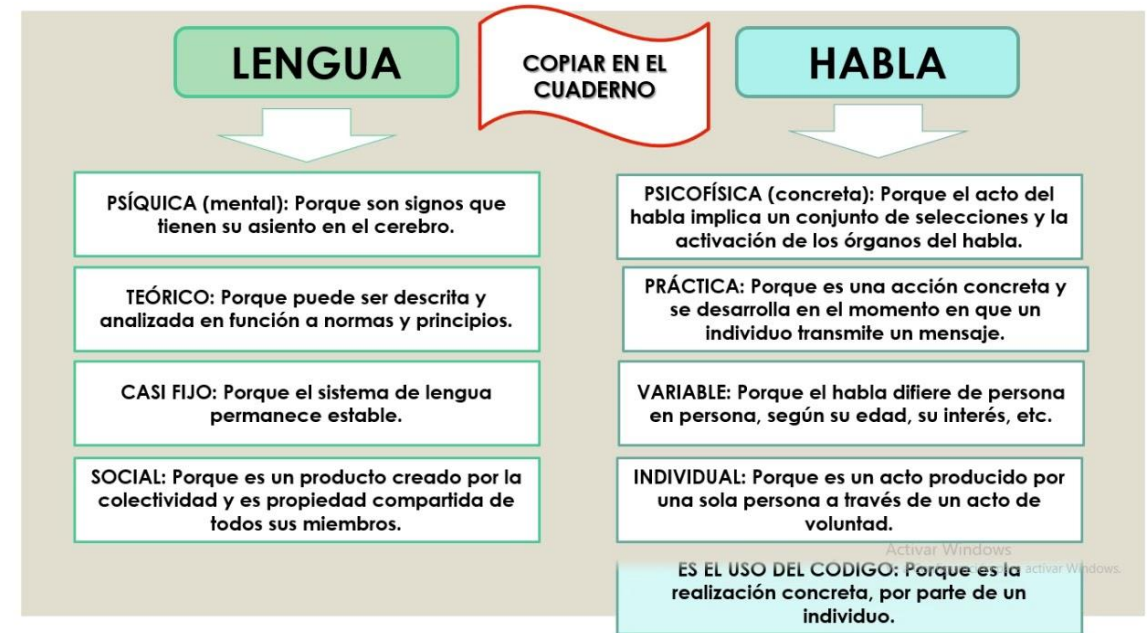 LENGUA
COPIAR EN EL
CUADERNO
HABLA
PSÍQUICA (mental): Porque son signos que
tienen su asiento en el cerebro.
TEÓRICO: Porque puede ser descrita y
analizada en función a normas y principios.
CASI FIJO: Porque el sistema de lengua
permanece estable.
SOCIAL: Porque es un producto creado por la
colectividad y es propiedad compartida de
todos sus miembros.
PSICOFÍSICA (concreta): Porque el acto del
habla implica un conjunto de selecciones y la
activación de los órganos del habla.
PRÁCTICA: Porque es una acción concreta y
se desarrolla en el momento en que un
individuo transmite un mensaje.
VARIABLE: Porque el habla difiere de persona
en persona, según su edad, su interés, etc.
INDIVIDUAL: Porque es un acto producido por
una sola persona a través de un acto de
voluntad.
Activar Windows
activar Windows.
ES EL USO DEL CODIGO: Porque es la
realización concreta, por parte de un
individuo.